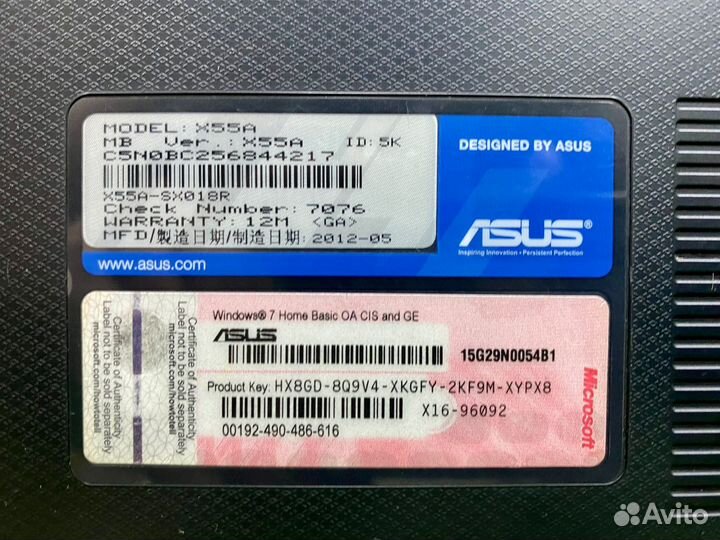 MODEL: X55A
MB Ver.: X55A ID: 5K
C5N0BC256844217
X55A-SX018R
Check Number: 7076
WARRANTY: 12M <GA>
MFD/製造日期/制造日期: 2012-05
www.asus.com
DESIGNED BY ASUS
ASUS®
Inspiring Innovation • Persistent Perfection
Certificate of Authenticity
Label not to be sold separately
microsoft.com/howtotell
Certificate of Authenticity
Label not to be sold separately
microsoft.com/howtotell
Windows® 7 Home Basic OA CIS and GE
ASUS
15G29N0054B1
Product Key: HX8GD-8Q9V4-XKGFY-2KF9M-XYPX8
X16-96092
00192-490-486-616
Microsoft
Avito